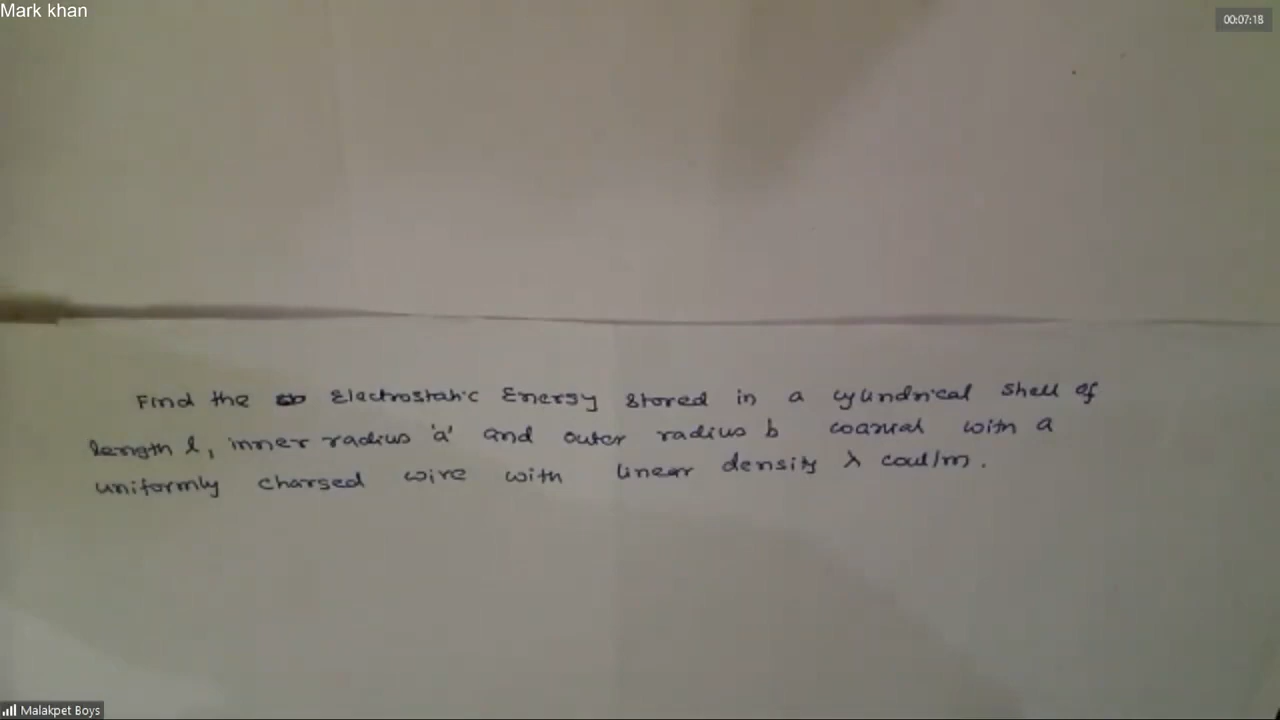 Mark khan
00:07:18
Find the Electrostatic Energy stored in a cylindrical shell of
length l, inner radius 'a' and outer radius b coaxial with a
uniformly charged wire with linear density λ coul/m.
Malakpet Boys